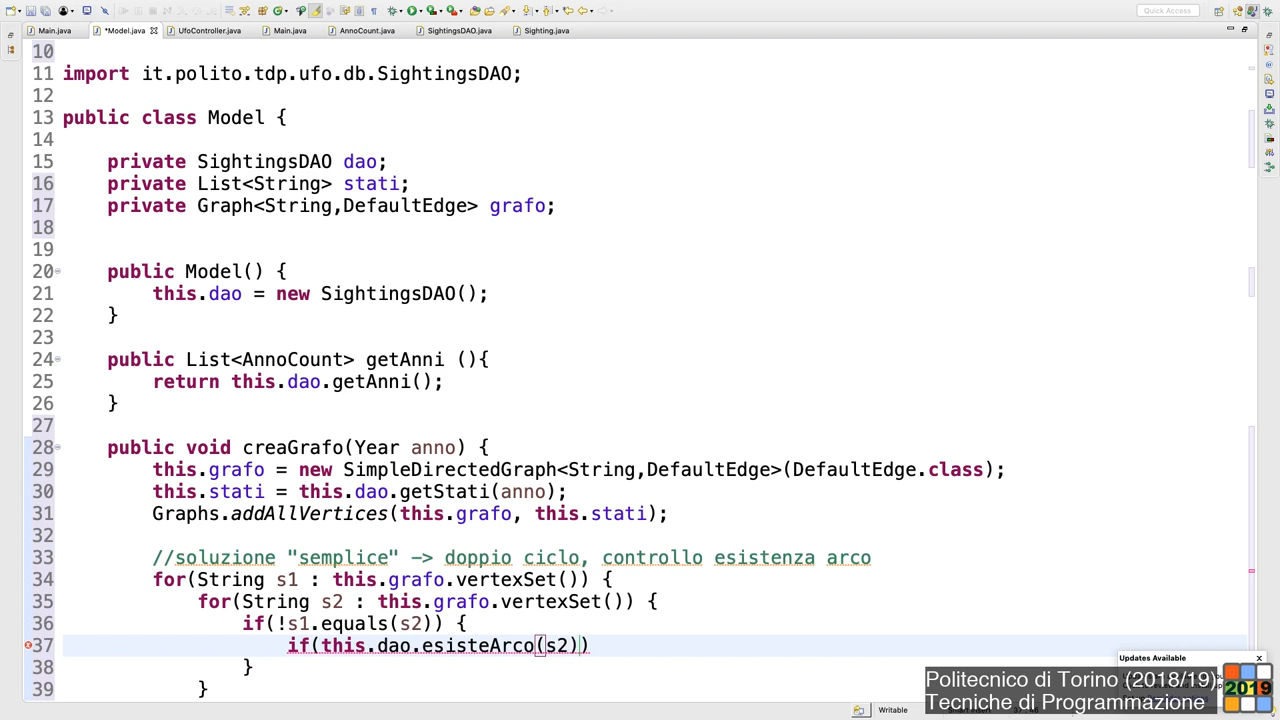 Quick Access
Main.java
*Model.java
UfoController.java
Main.java
AnnoCount.java
SightingsDAO.java
Sighting.java
10
11 import it.polito.tdp.ufo.db.SightingsDAO;
12
13 public class Model {
14
15 private SightingsDAO dao;
16 private List<String> stati;
17 private Graph<String,DefaultEdge> grafo;
18
19
20 public Model() {
21 this.dao = new SightingsDAO();
22 }
23
24 public List<AnnoCount> getAnni (){
25 return this.dao.getAnni();
26 }
27
28 public void creaGrafo(Year anno) {
29 this.grafo = new SimpleDirectedGraph<String,DefaultEdge>(DefaultEdge.class);
30 this.stati = this.dao.getStati(anno);
31 Graphs.addAllVertices(this.grafo, this.stati);
32
33 //soluzione "semplice" -> doppio ciclo, controllo esistenza arco
34 for(String s1 : this.grafo.vertexSet()) {
35 for(String s2 : this.grafo.vertexSet()) {
36 if(!s1.equals(s2)) {
37 if(this.dao.esisteArco(s2))
38 }
39 }
Updates Available
Politecnico di Torino (2018/19)
Tecniche di Programmazione
2019
Writable